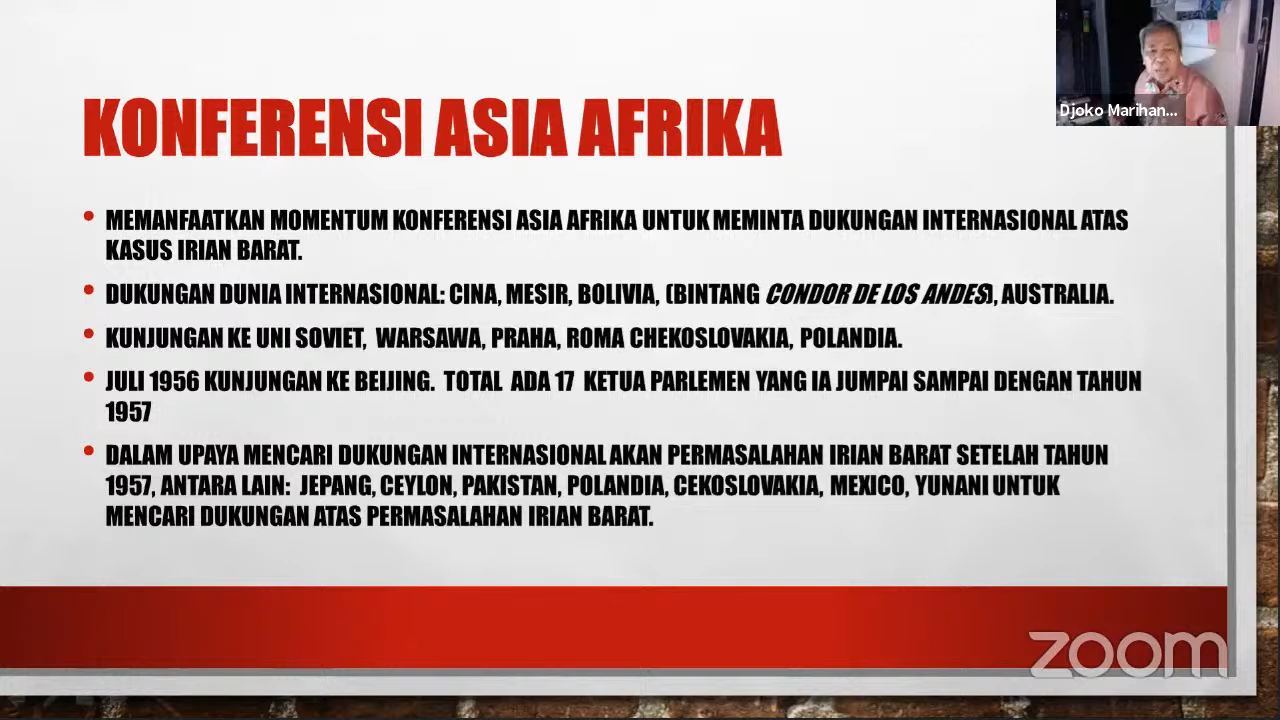 Djoko Marihan...
KONFERENSI ASIA AFRIKA
• MEMANFAATKAN MOMENTUM KONFERENSI ASIA AFRIKA UNTUK MEMINTA DUKUNGAN INTERNASIONAL ATAS
KASUS IRIAN BARAT.
• DUKUNGAN DUNIA INTERNASIONAL: CINA, MESIR, BOLIVIA, (BINTANG CONDOR DE LOS ANDES), AUSTRALIA.
• KUNJUNGAN KE UNI SOVIET, WARSAWA, PRAHA, ROMA CHEKOSLOVAKIA, POLANDIA.
• JULI 1956 KUNJUNGAN KE BEIJING. TOTAL ADA 17 KETUA PARLEMEN YANG IA JUMPAI SAMPAI DENGAN TAHUN
1957
• DALAM UPAYA MENCARI DUKUNGAN INTERNASIONAL AKAN PERMASALAHAN IRIAN BARAT SETELAH TAHUN
1957, ANTARA LAIN: JEPANG, CEYLON, PAKISTAN, POLANDIA, CEKOSLOVAKIA, MEXICO, YUNANI UNTUK
MENCARI DUKUNGAN ATAS PERMASALAHAN IRIAN BARAT.
zoom